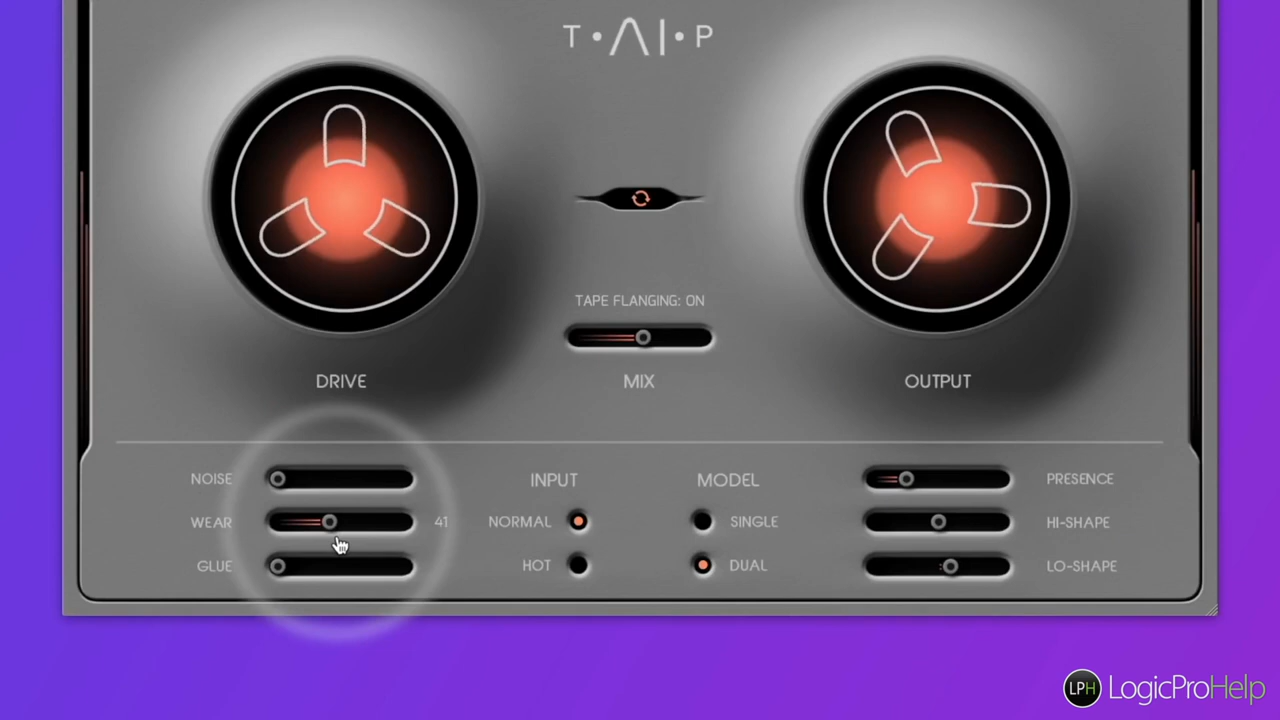 T•AI•P
TAPE FLANGING: ON
DRIVE
MIX
OUTPUT
NOISE
WEAR
41
GLUE
INPUT
NORMAL
HOT
MODEL
SINGLE
DUAL
PRESENCE
HI-SHAPE
LO-SHAPE
LPH LogicProHelp